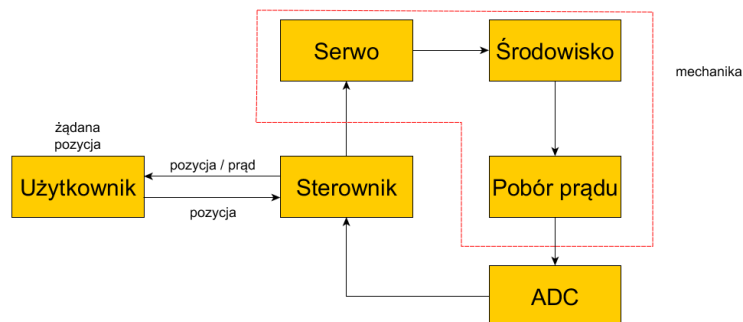 Serwo
Środowisko
mechanika
żądana
pozycja
Użytkownik
pozycja / prąd
pozycja
Sterownik
Pobór prądu
ADC